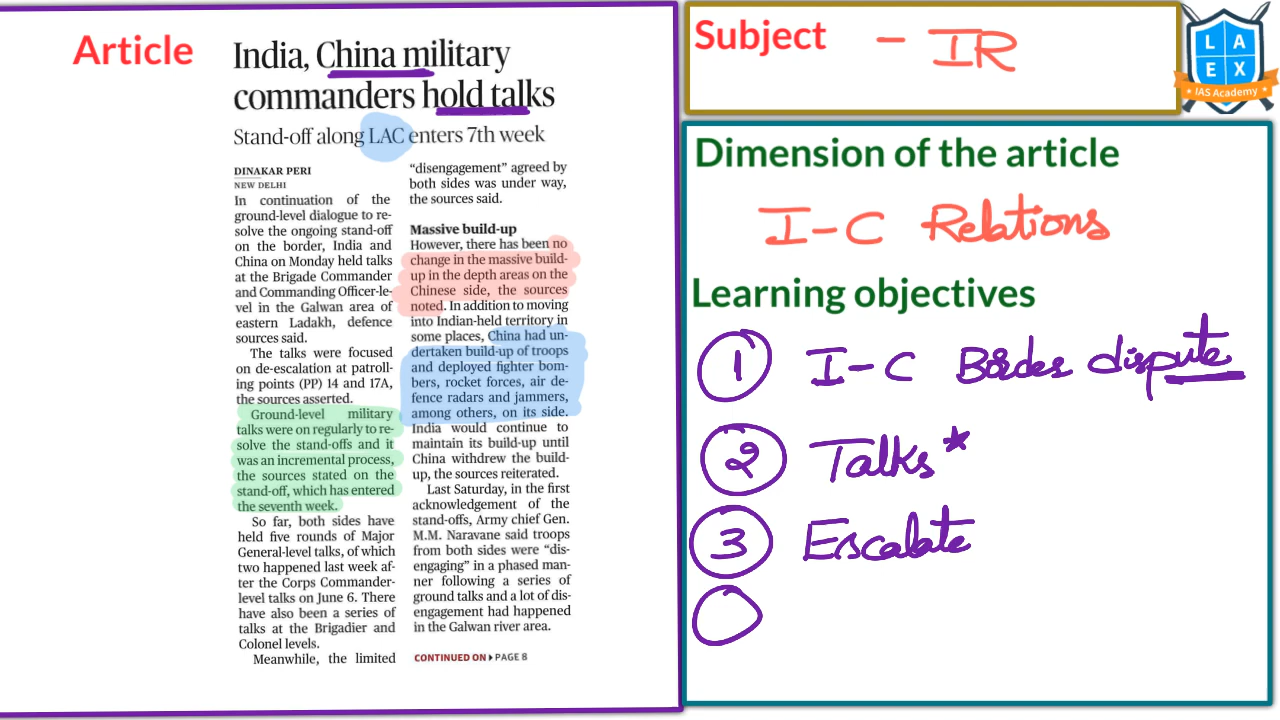 Article
India, China military
commanders hold talks
Stand-off along LAC enters 7th week
DINAKAR PERI
NEW DELHI
In continuation of the
ground-level dialogue to re-
solve the ongoing stand-off
on the border, India and
China on Monday held talks
at the Brigade Commander
and Commanding Officer-le-
vel in the Galwan area of
eastern Ladakh, defence
sources said.
The talks were focused
on de-escalation at patroll-
ing points (PP) 14 and 17A,
the sources asserted.
Ground-level military
talks were on regularly to re-
solve the stand-offs and it
was an incremental process,
the sources stated on the
stand-off, which has entered
the seventh week.
So far, both sides have
held five rounds of Major
General-level talks, of which
two happened last week af-
ter the Corps Commander-
level talks on June 6. There
have also been a series of
talks at the Brigadier and
Colonel levels.
Meanwhile, the limited
“disengagement” agreed by
both sides was under way,
the sources said.
Massive build-up
However, there has been no
change in the massive build-
up in the depth areas on the
Chinese side, the sources
noted. In addition to moving
into Indian-held territory in
some places, China had un-
dertaken build-up of troops
and deployed fighter bom-
bers, rocket forces, air de-
fence radars and jammers,
among others, on its side.
India would continue to
maintain its build-up until
China withdrew the build-
up, the sources reiterated.
Last Saturday, in the first
acknowledgement of the
stand-offs, Army chief Gen.
M.M. Naravane said troops
from both sides were “dis-
engaging” in a phased man-
ner following a series of
ground talks and a lot of dis-
engagement had happened
in the Galwan river area.
CONTINUED ON PAGE 8
Subject - IR
L A
E X
IAS Academy
Dimension of the article
I-C Relations
Learning objectives
1 I-C Border dispute
2 Talks*
3 Escalate